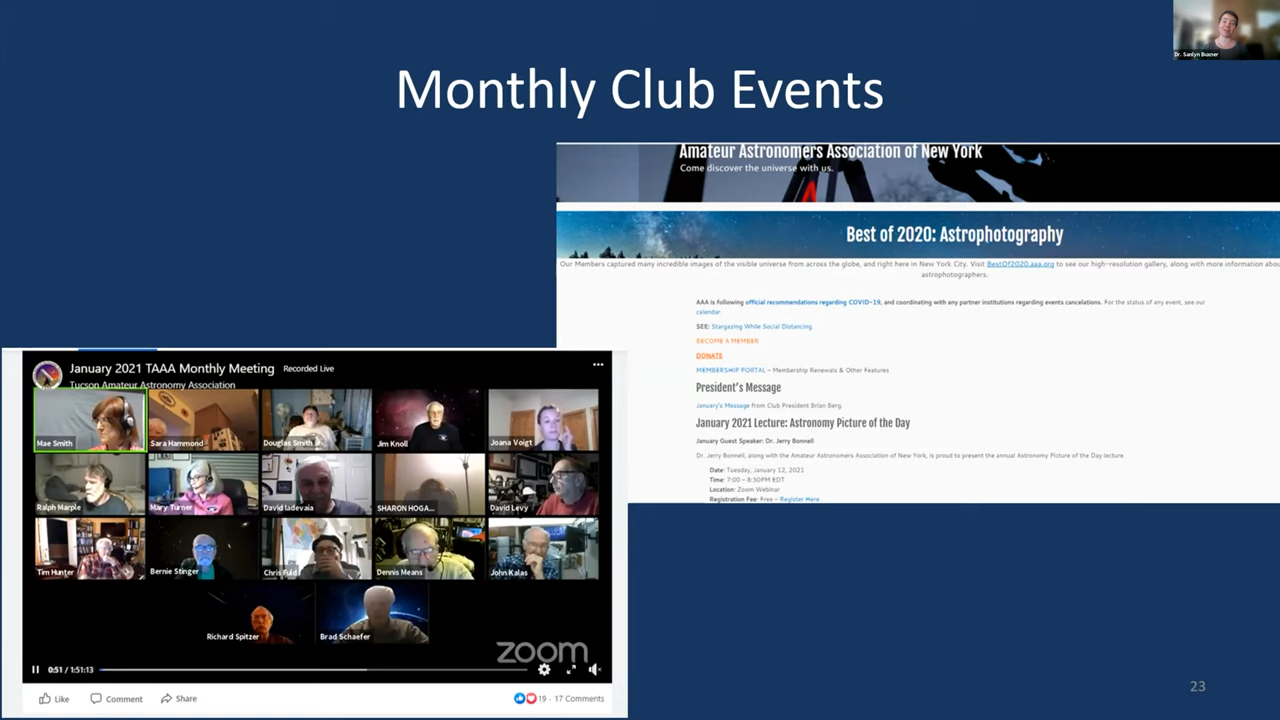 Dr. Sanlyn Buxner
Monthly Club Events
Amateur Astronomers Association of New York
Come discover the universe with us.
Best of 2020: Astrophotography
Our Members captured many incredible images of the visible universe from across the globe, and right here in New York City. Visit BestOf2020.aaa.org to see our high-resolution gallery, along with more information abou
astrophotographers.
AAA is following official recommendations regarding COVID-19, and coordinating with any partner institutions regarding events cancelations. For the status of any event, see our
calendar.
SEE: Stargazing While Social Distancing
BECOME A MEMBER
DONATE
MEMBERSHIP PORTAL – Membership Renewals & Other Features
President's Message
January's Message from Club President Brian Berg.
January 2021 Lecture: Astronomy Picture of the Day
January Guest Speaker: Dr. Jerry Bonnell
Dr. Jerry Bonnell, along with the Amateur Astronomers Association of New York, is proud to present the annual Astronomy Picture of the Day lecture.
Date: Tuesday, January 12, 2021
Time: 7:00 – 8:30PM EDT
Location: Zoom Webinar
Registration Fee: Free – Register Here.
January 2021 TAAA Monthly Meeting Recorded Live
Tucson Amateur Astronomy Association
Mae Smith
Sara Hammond
Douglas Smith
Jim Knoll
Joana Voigt
Ralph Marple
Mary Turner
David Iadevaia
SHARON HOGA...
David Levy
Tim Hunter
Bernie Stinger
Chris Fuld
Dennis Means
John Kalas
Richard Spitzer
Brad Schaefer
zoom
0:51 / 1:51:13
Like Comment Share
19 · 17 Comments
23